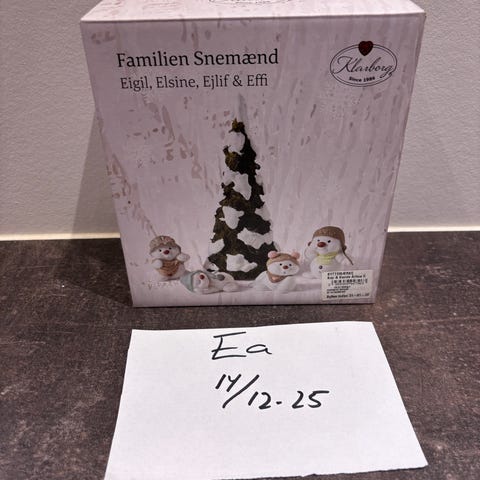 Familien Snemænd
Eigil, Elsine, Ejlif & Effi
Klarborg
Since 1986
Ea
14/12-25